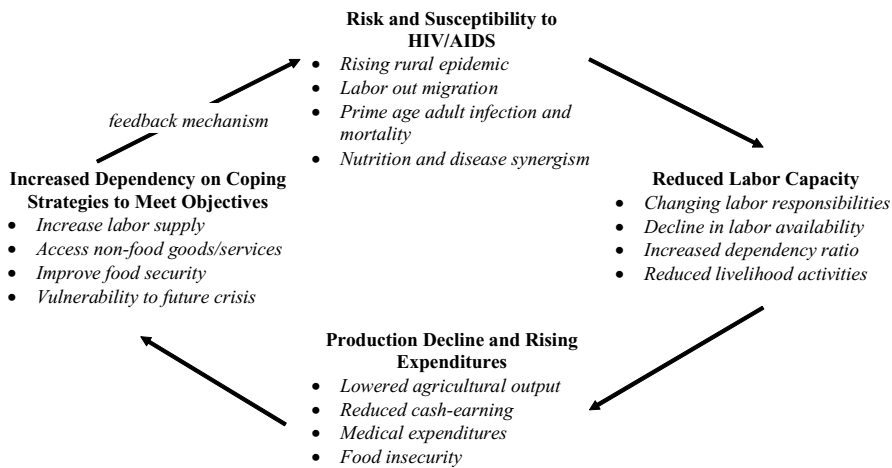 Risk and Susceptibility to
HIV/AIDS
• Rising rural epidemic
• Labor out migration
• Prime age adult infection and
mortality
• Nutrition and disease synergism
feedback mechanism
Increased Dependency on Coping
Strategies to Meet Objectives
• Increase labor supply
• Access non-food goods/services
• Improve food security
• Vulnerability to future crisis
Reduced Labor Capacity
• Changing labor responsibilities
• Decline in labor availability
• Increased dependency ratio
• Reduced livelihood activities
Production Decline and Rising
Expenditures
• Lowered agricultural output
• Reduced cash-earning
• Medical expenditures
• Food insecurity